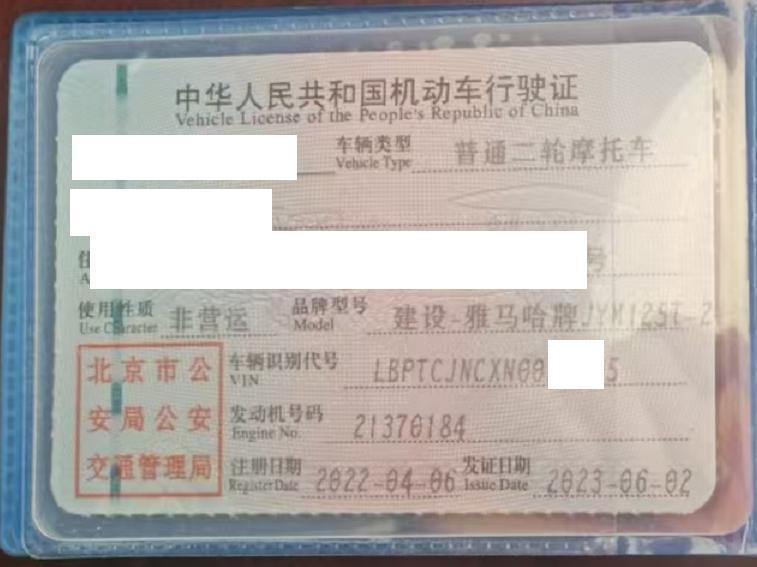 中华人民共和国机动车行驶证
Vehicle License of the People's Republic of China
车辆类型 普通二轮摩托车
Vehicle Type
号
使用性质 非营运 品牌型号 建设-雅马哈牌JYM125T-2
Use Character Model
北京市公
安局公安
交通管理局
车辆识别代号 LBPTCJNCXN00 5
VIN
发动机号码 21370184
Engine No.
注册日期 2022-04-06 发证日期 2023-06-02
Register Date Issue Date